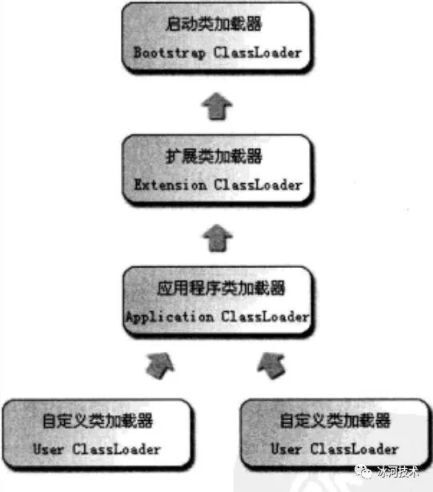 启动类加载器
Bootstrap ClassLoader
扩展类加载器
Extension ClassLoader
应用程序类加载器
Application ClassLoader
自定义类加载器
User ClassLoader
自定义类加载器
User ClassLoader
冰河技术